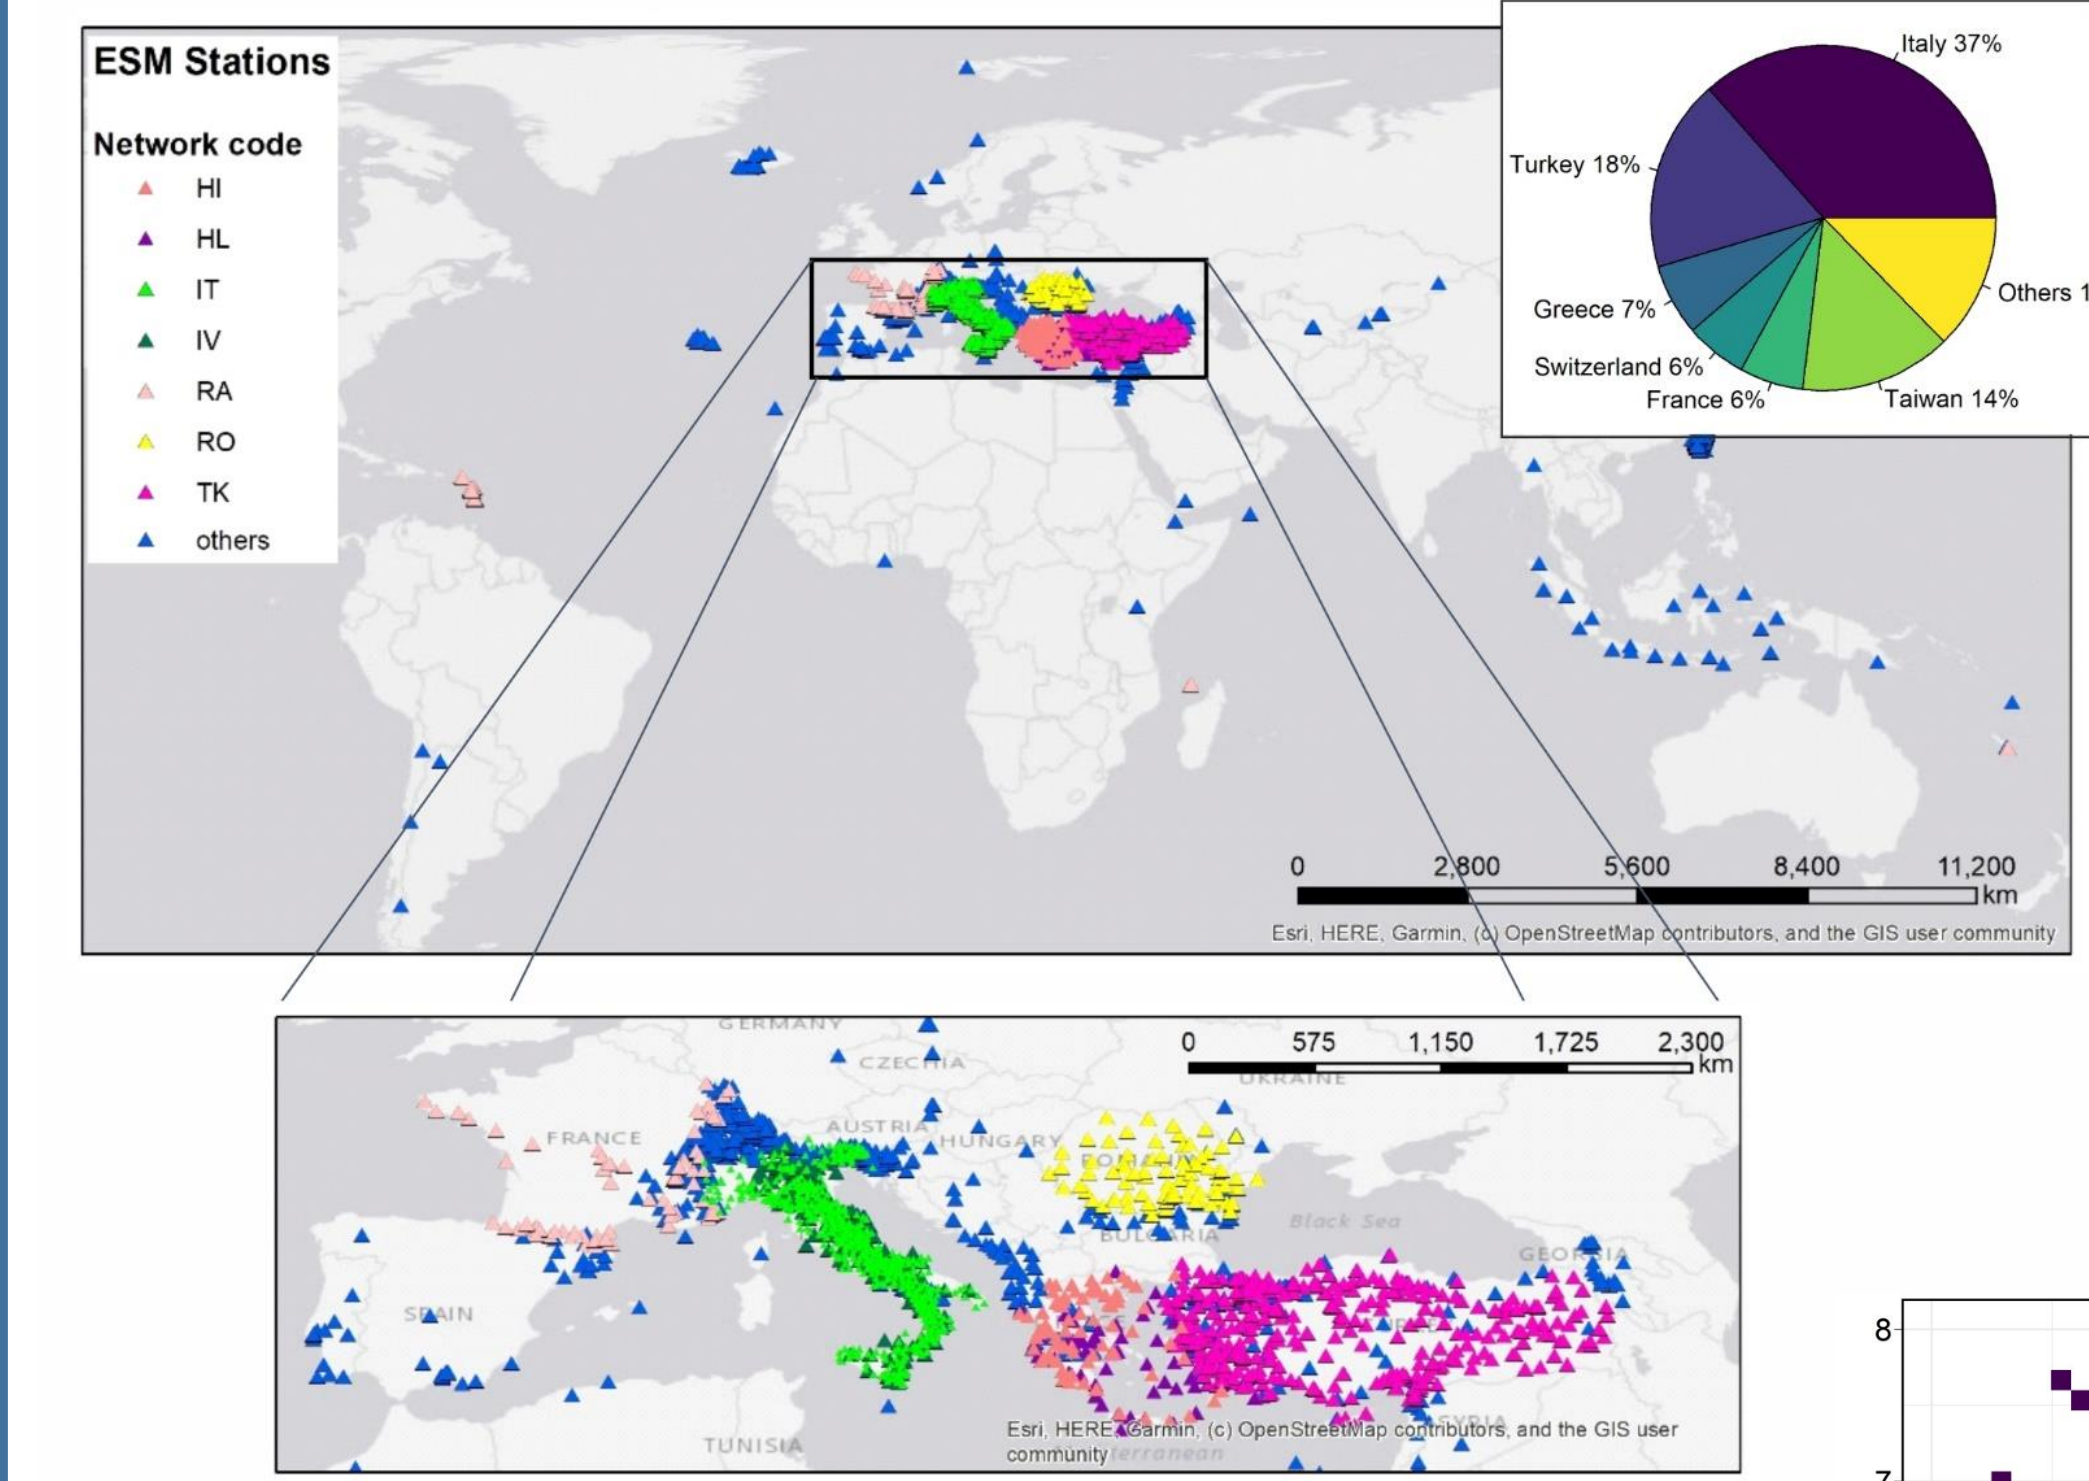 ESM Stations
Network code
HI
HL
IT
IV
RA
RO
TK
others
Italy 37%
Turkey 18%
Greece 7%
Switzerland 6%
France 6%
Taiwan 14%
Others 1
0 2,800 5,600 8,400 11,200
km
Esri, HERE, Garmin, (c) OpenStreetMap contributors, and the GIS user community
GERMANY
CZECHIA
0 575 1,150 1,725 2,300
km
UKRAINE
FRANCE
AUSTRIA
HUNGARY
ROMANIA
Black Sea
BULGARIA
GEORGIA
SPAIN
SYRIA
TUNISIA
Esri, HERE, Garmin, (c) OpenStreetMap contributors, and the GIS user
community
terranean
8
7